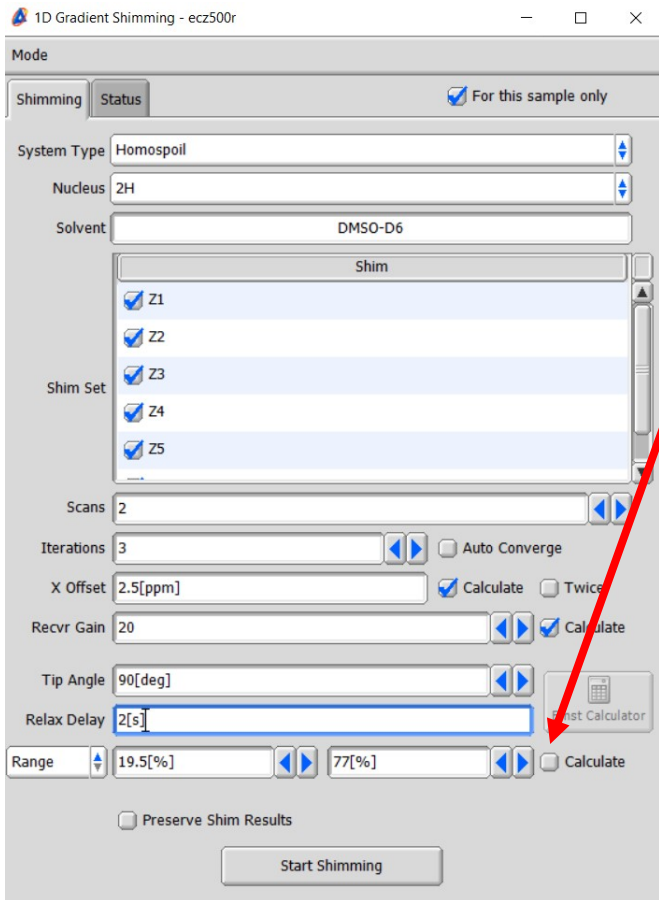 1D Gradient Shimming - ecz500r
Mode
Shimming Status For this sample only
System Type Homospoil
Nucleus 2H
Solvent DMSO-D6
Shim
Z1
Z2
Z3
Shim Set
Z4
Z5
Scans 2
Iterations 3 Auto Converge
X Offset 2.5[ppm] Calculate Twice
Recvr Gain 20 Calculate
Tip Angle 90[deg]
Relax Delay 2[s] Calculator
Range 19.5[%] 77[%] Calculate
Preserve Shim Results
Start Shimming